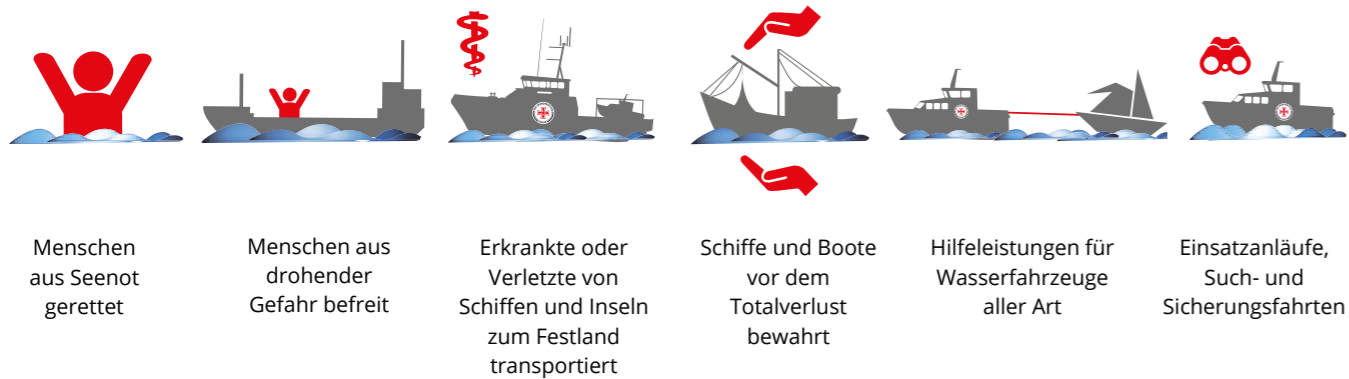 Menschen
aus Seenot
gerettet
Menschen aus
drohender
Gefahr befreit
Erkrankte oder
Verletzte von
Schiffen und Inseln
zum Festland
transportiert
Schiffe und Boote
vor dem
Totalverlust
bewahrt
Hilfeleistungen für
Wasserfahrzeuge
aller Art
Einsatzanläufe,
Such- und
Sicherungsfahrten